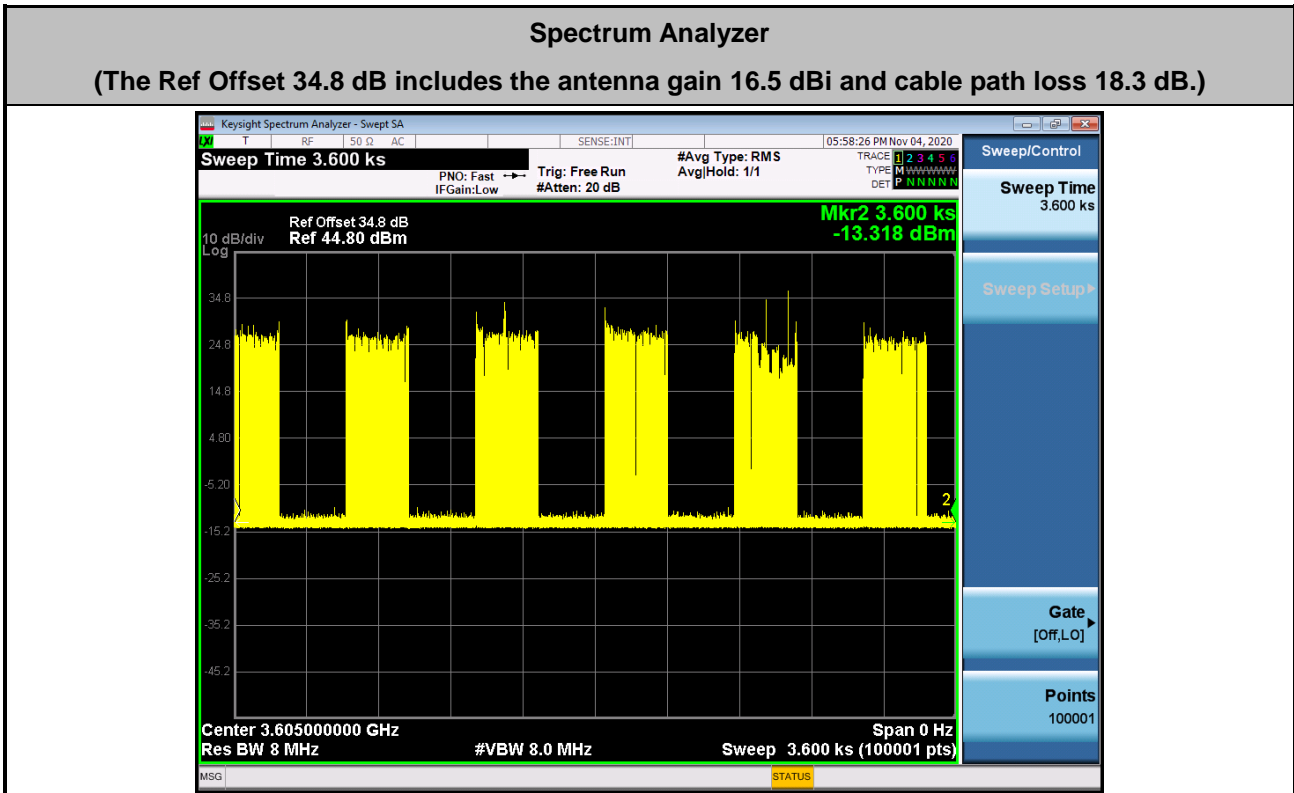 Spectrum Analyzer
(The Ref Offset 34.8 dB includes the antenna gain 16.5 dBi and cable path loss 18.3 dB.)
Keysight Spectrum Analyzer - Swept SA
LXI T RF 50 Ω AC SENSE:INT 05:58:26 PM Nov 04, 2020
Sweep Time 3.600 ks
PNO: Fast
IFGain:Low
Trig: Free Run
#Atten: 20 dB
#Avg Type: RMS
Avg|Hold: 1/1
TRACE 1 2 3 4 5 6
TYPE M WWWWW
DET P N N N N N
Sweep/Control
Sweep Time
3.600 ks
Sweep Setup
Gate
[Off,LO]
Points
100001
Mkr2 3.600 ks
-13.318 dBm
Ref Offset 34.8 dB
10 dB/div Ref 44.80 dBm
Log
34.8
24.8
14.8
4.80
-5.20
2
-15.2
-25.2
-35.2
-45.2
Center 3.605000000 GHz Span 0 Hz
Res BW 8 MHz #VBW 8.0 MHz Sweep 3.600 ks (100001 pts)
MSG STATUS